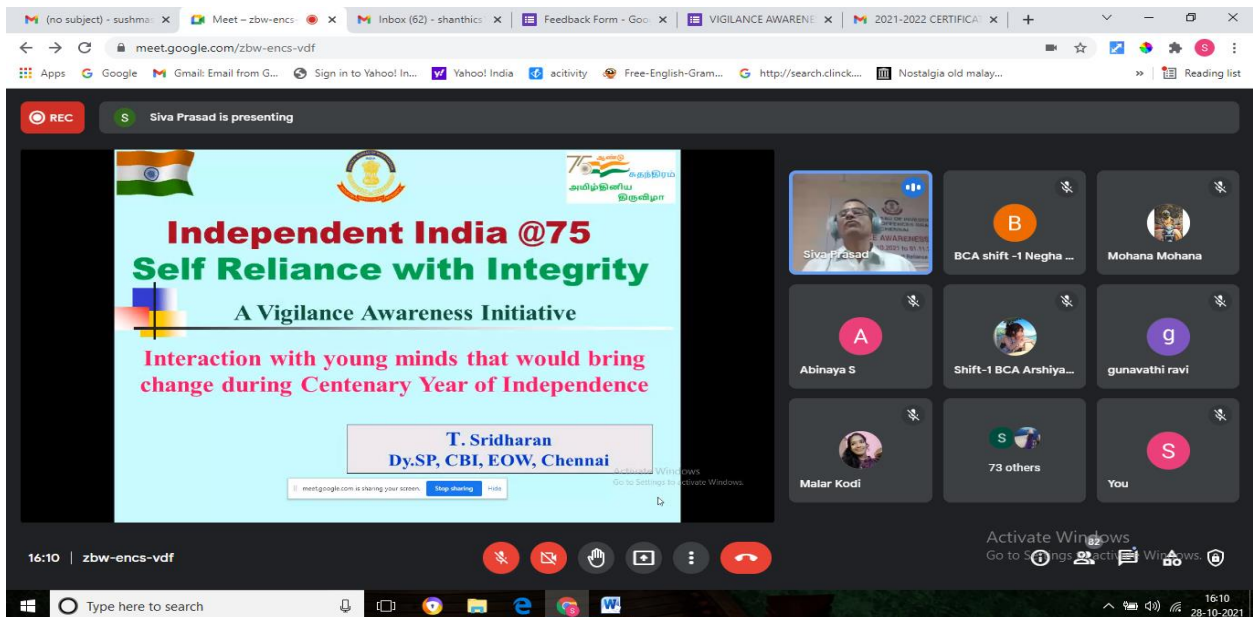 (no subject) - sushma
Meet – zbw-encs
Inbox (62) - shanthics
Feedback Form - Goo
VIGILANCE AWARENE
2021-2022 CERTIFICA
meet.google.com/zbw-encs-vdf
S
Apps
Google
Gmail: Email from G...
Sign in to Yahoo! In...
Yahoo! India
acitivity
Free-English-Gram...
http://search.clinck....
Nostalgia old malay...
»
Reading list
REC
S
Siva Prasad is presenting
75
சுதந்திரம்
அமிழ்தினிய
திருவிழா
Independent India @75
Self Reliance with Integrity
A Vigilance Awareness Initiative
Interaction with young minds that would bring
change during Centenary Year of Independence
T. Sridharan
Dy.SP, CBI, EOW, Chennai
Activate Windows
Go to Settings to activate Windows.
meet.google.com is sharing your screen.
Stop sharing
Hide
AWARENESS
Siva Prasad
B
BCA shift -1 Negha ...
Mohana Mohana
A
Abinaya S
Shift-1 BCA Arshiya...
g
gunavathi ravi
Malar Kodi
S
73 others
S
You
16:10 | zbw-encs-vdf
Activate Windows
82
Type here to search
16:10
28-10-2021